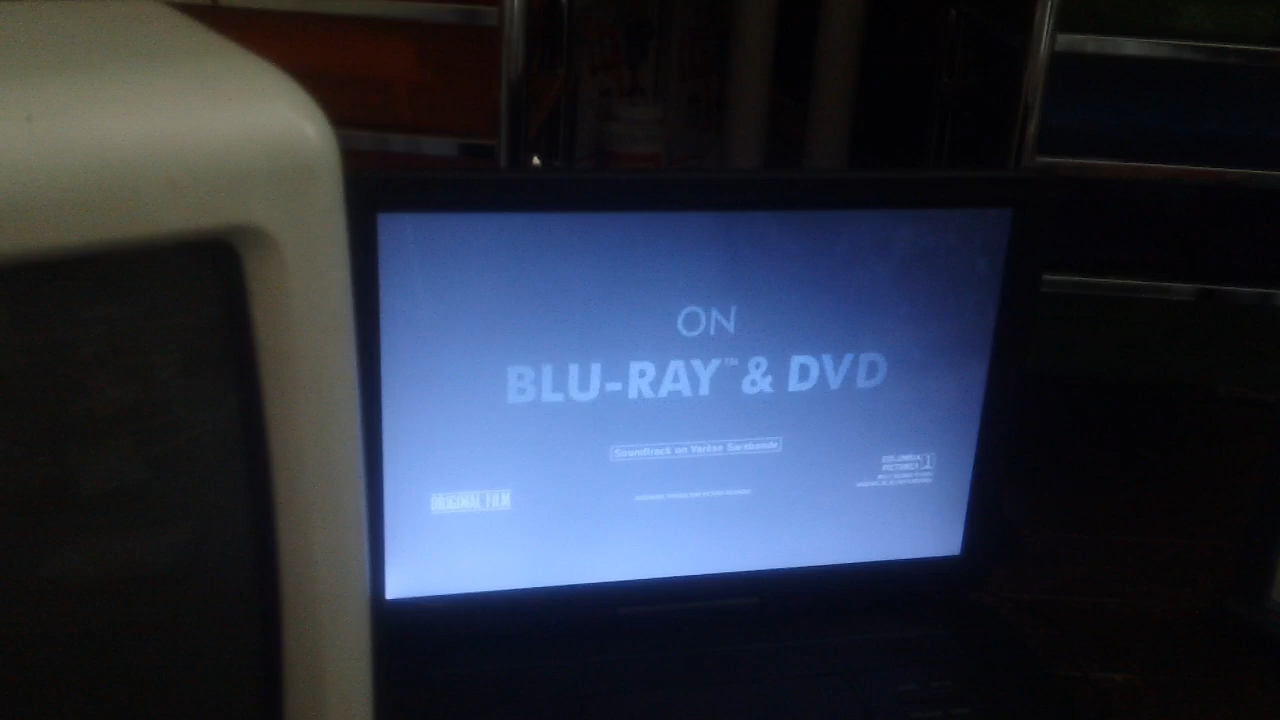 ON
BLU-RAY™ & DVD
Soundtrack on Varèse Sarabande
COLUMBIA
PICTURES
ORIGINAL FILM